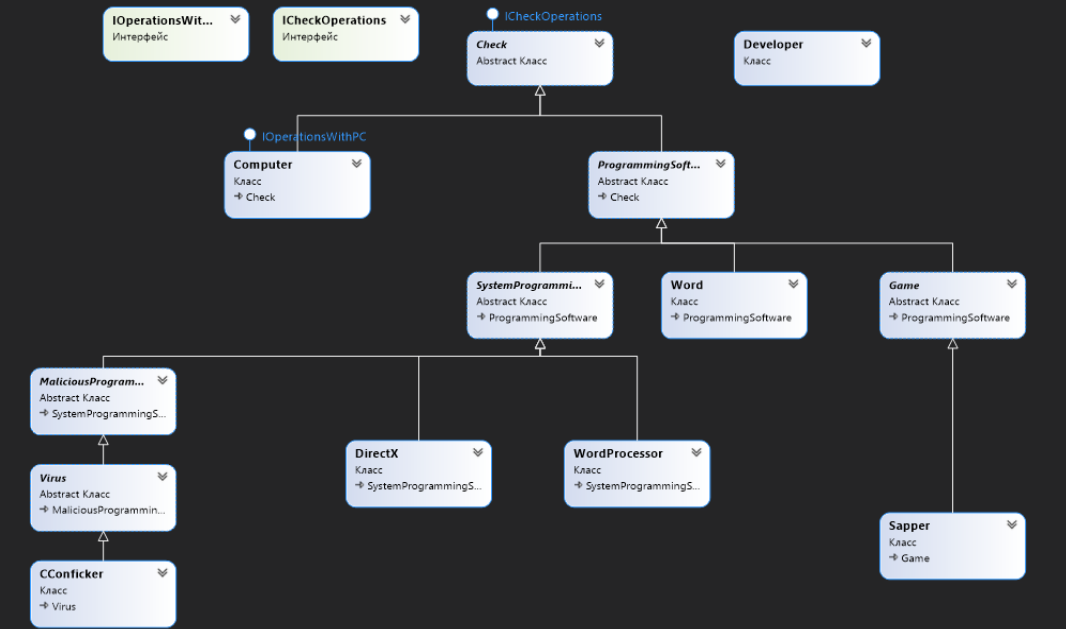 IOperationsWit...
Интерфейс
ICheckOperations
Интерфейс
ICheckOperations
Check
Abstract Класс
Developer
Класс
IOperationsWithPC
Computer
Класс
Check
ProgrammingSoft...
Abstract Класс
Check
SystemProgrammi...
Abstract Класс
ProgrammingSoftware
Word
Класс
ProgrammingSoftware
Game
Abstract Класс
ProgrammingSoftware
MaliciousProgram...
Abstract Класс
SystemProgrammingS...
DirectX
Класс
SystemProgrammingS...
WordProcessor
Класс
SystemProgrammingS...
Virus
Abstract Класс
MaliciousProgrammin...
Sapper
Класс
Game
CConficker
Класс
Virus